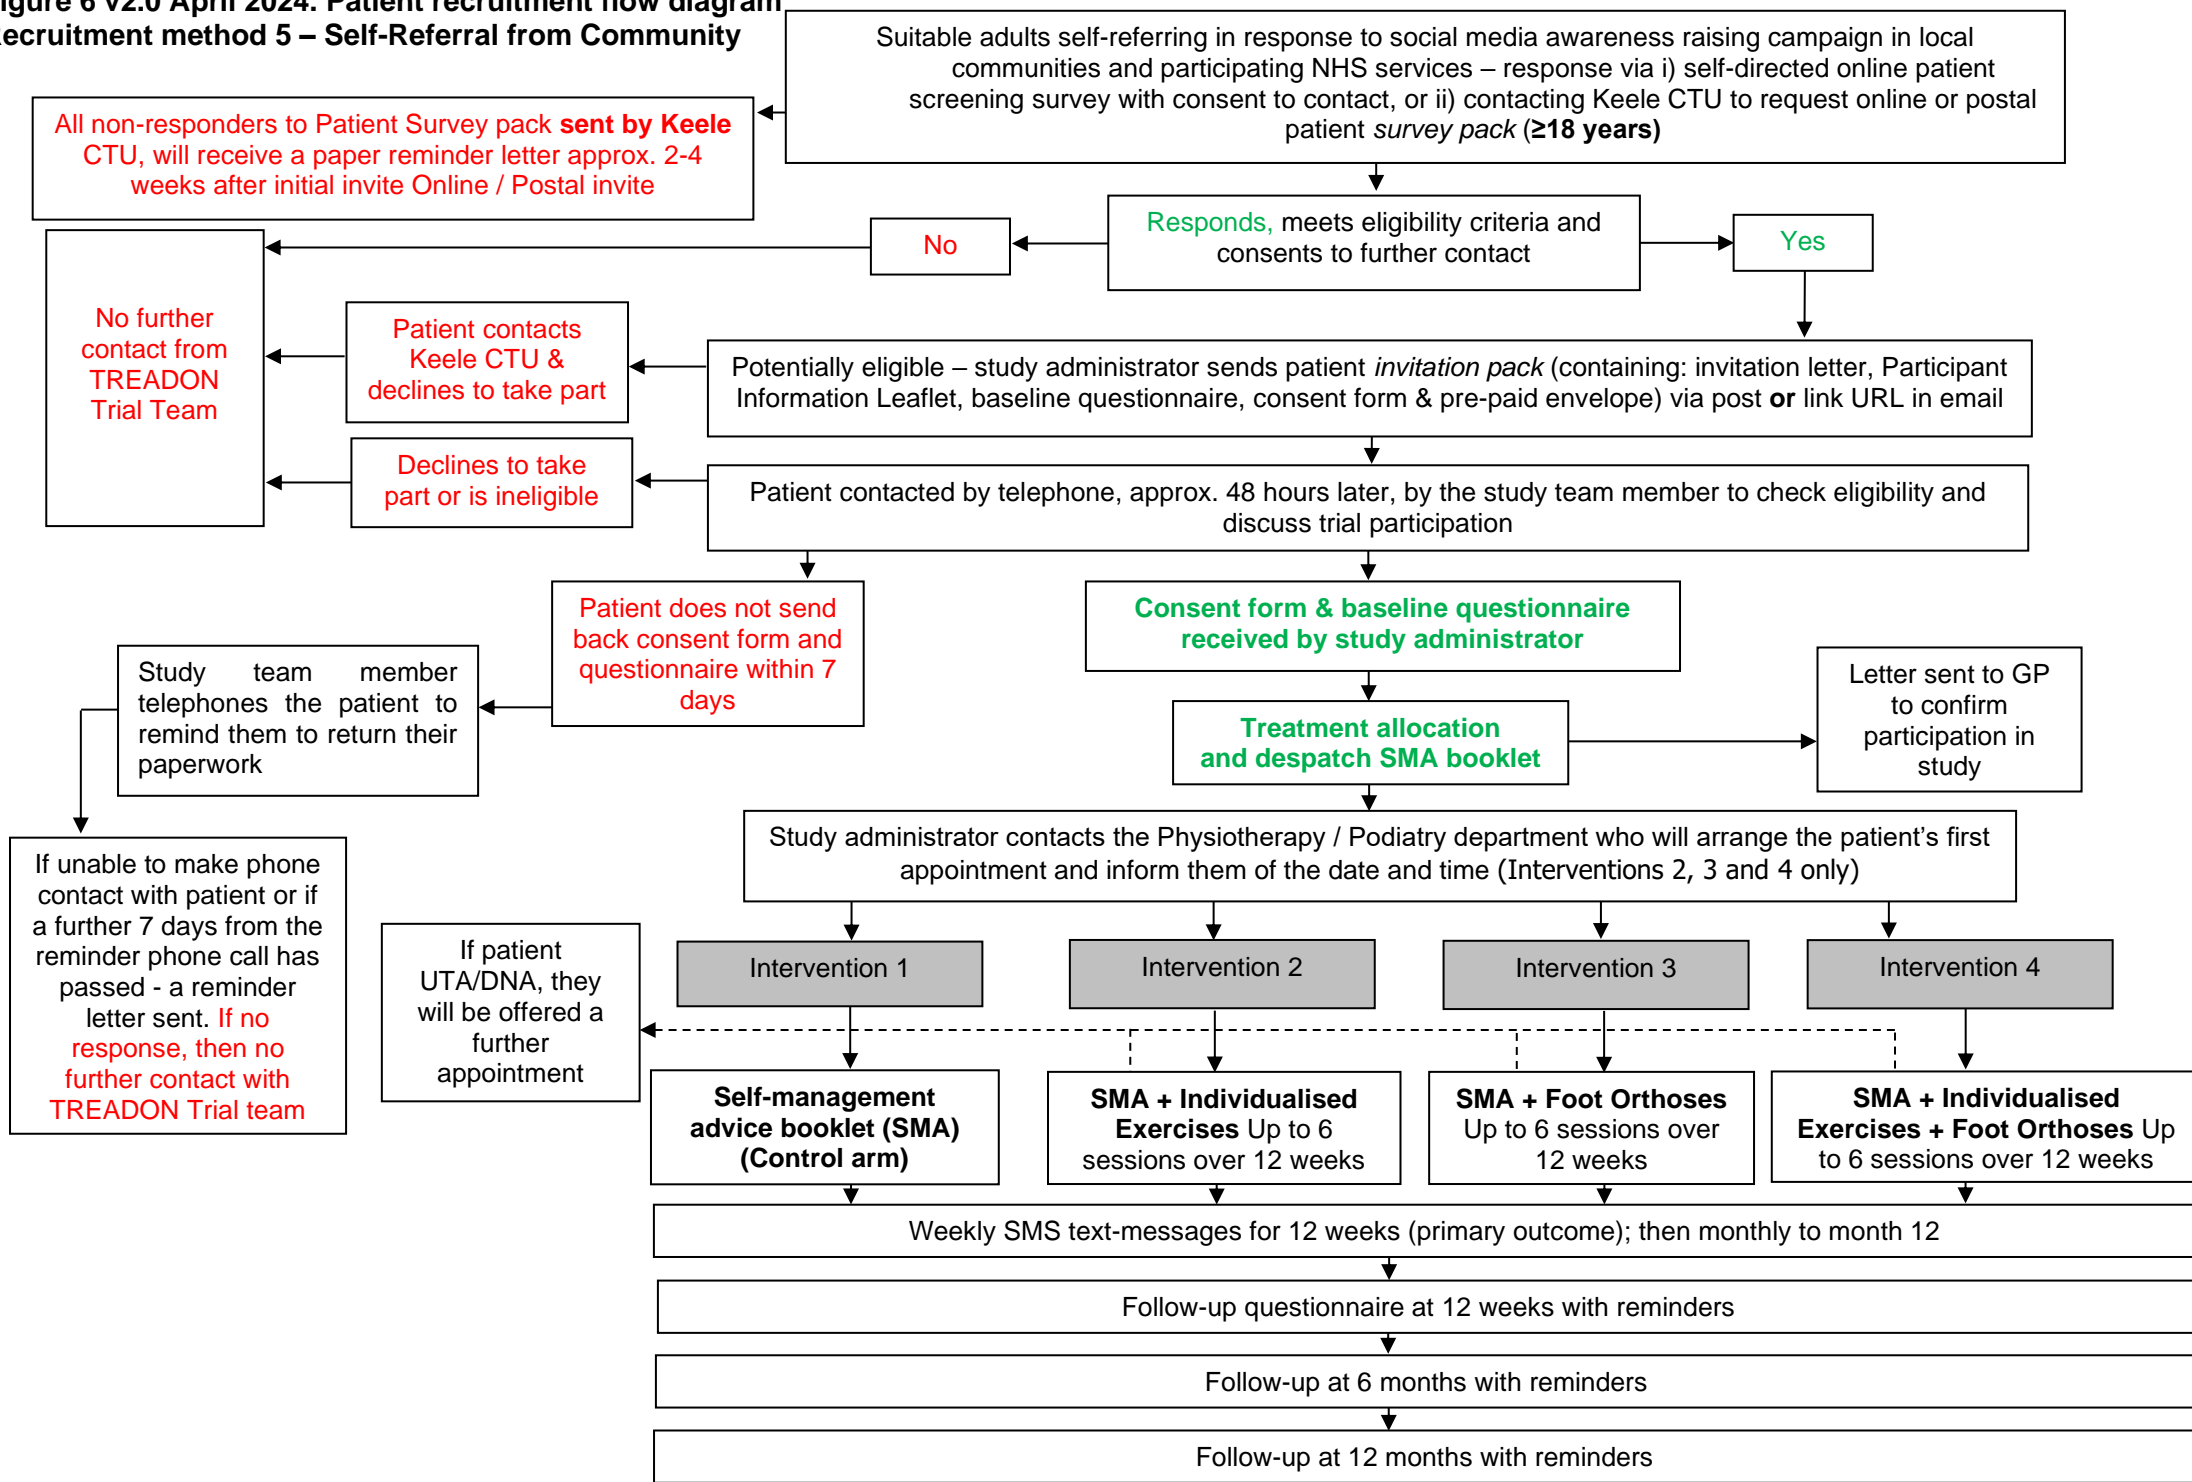 igure 6 v2.0 April 2024: Patient recruitment flow diagram
ecruitment method 5 – Self-Referral from Community
Suitable adults self-referring in response to social media awareness raising campaign in local
communities and participating NHS services – response via i) self-directed online patient
screening survey with consent to contact, or ii) contacting Keele CTU to request online or postal
patient survey pack (≥18 years)
All non-responders to Patient Survey pack sent by Keele
CTU, will receive a paper reminder letter approx. 2-4
weeks after initial invite Online / Postal invite
Responds, meets eligibility criteria and
consents to further contact
No
Yes
No further
contact from
TREADON
Trial Team
Patient contacts
Keele CTU &
declines to take part
Potentially eligible – study administrator sends patient invitation pack (containing: invitation letter, Participant
Information Leaflet, baseline questionnaire, consent form & pre-paid envelope) via post or link URL in email
Declines to take
part or is ineligible
Patient contacted by telephone, approx. 48 hours later, by the study team member to check eligibility and
discuss trial participation
Patient does not send
back consent form and
questionnaire within 7
days
Consent form & baseline questionnaire
received by study administrator
Study team member
telephones the patient to
remind them to return their
paperwork
Treatment allocation
and despatch SMA booklet
Letter sent to GP
to confirm
participation in
study
If unable to make phone
contact with patient or if
a further 7 days from the
reminder phone call has
passed - a reminder
letter sent. If no
response, then no
further contact with
TREADON Trial team
Study administrator contacts the Physiotherapy / Podiatry department who will arrange the patient’s first
appointment and inform them of the date and time (Interventions 2, 3 and 4 only)
If patient
UTA/DNA, they
will be offered a
further
appointment
Intervention 1
Intervention 2
Intervention 3
Intervention 4
Self-management
advice booklet (SMA)
(Control arm)
SMA + Individualised
Exercises Up to 6
sessions over 12 weeks
SMA + Foot Orthoses
Up to 6 sessions over
12 weeks
SMA + Individualised
Exercises + Foot Orthoses Up
to 6 sessions over 12 weeks
Weekly SMS text-messages for 12 weeks (primary outcome); then monthly to month 12
Follow-up questionnaire at 12 weeks with reminders
Follow-up at 6 months with reminders
Follow-up at 12 months with reminders